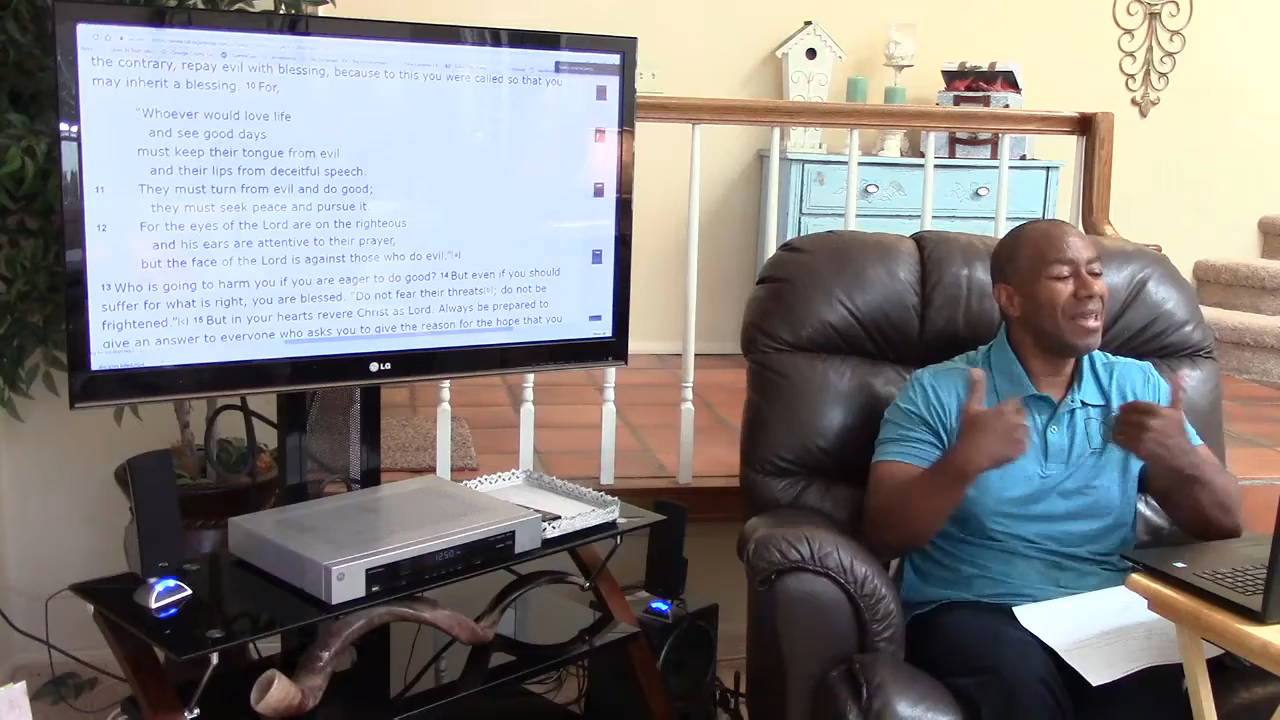 the contrary, repay evil with blessing, because to this you were called so that you
may inherit a blessing. 10 For,
"Whoever would love life
and see good days
must keep their tongue from evil
and their lips from deceitful speech.
11 They must turn from evil and do good;
they must seek peace and pursue it.
12 For the eyes of the Lord are on the righteous
and his ears are attentive to their prayer,
but the face of the Lord is against those who do evil."[a]
13 Who is going to harm you if you are eager to do good? 14 But even if you should
suffer for what is right, you are blessed. "Do not fear their threats[b]; do not be
frightened."[c] 15 But in your hearts revere Christ as Lord. Always be prepared to
give an answer to everyone who asks you to give the reason for the hope that you
LG